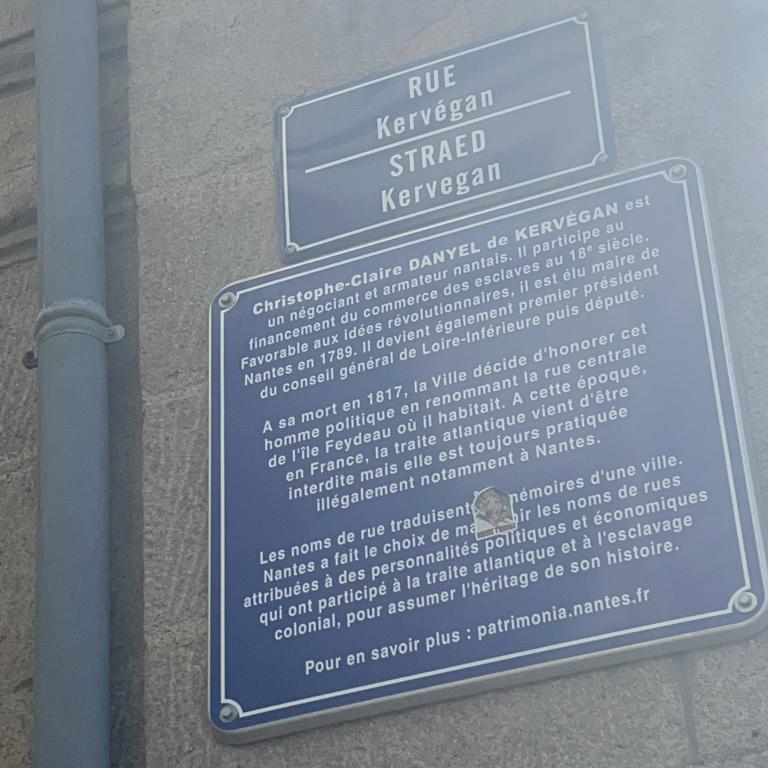 RUE
Kervégan
STRAED
Kervegan
Christophe-Claire DANYEL de KERVÉGAN est
un négociant et armateur nantais. Il participe au
financement du commerce des esclaves au 18e siècle.
Favorable aux idées révolutionnaires, il est élu maire de
Nantes en 1789. Il devient également premier président
du conseil général de Loire-Inférieure puis député.
A sa mort en 1817, la Ville décide d'honorer cet
homme politique en renommant la rue centrale
de l'île Feydeau où il habitait. A cette époque,
en France, la traite atlantique vient d'être
interdite mais elle est toujours pratiquée
illégalement notamment à Nantes.
Les noms de rue traduisent mémoires d'une ville.
Nantes a fait le choix de les noms de rues
attribuées à des personnalités politiques et économiques
qui ont participé à la traite atlantique et à l'esclavage
colonial, pour assumer l'héritage de son histoire.
Pour en savoir plus : patrimonia.nantes.fr